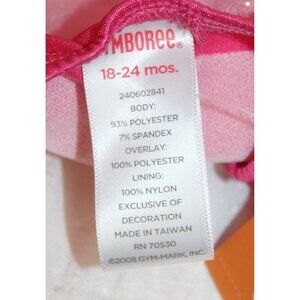 MBOREE®
18-24 mos.
240602841
BODY:
93% POLYESTER
7% SPANDEX
OVERLAY:
100% POLYESTER
LINING:
100% NYLON
EXCLUSIVE OF
DECORATION
MADE IN TAIWAN
RN 70530
©2008 GYM-MARK, INC.